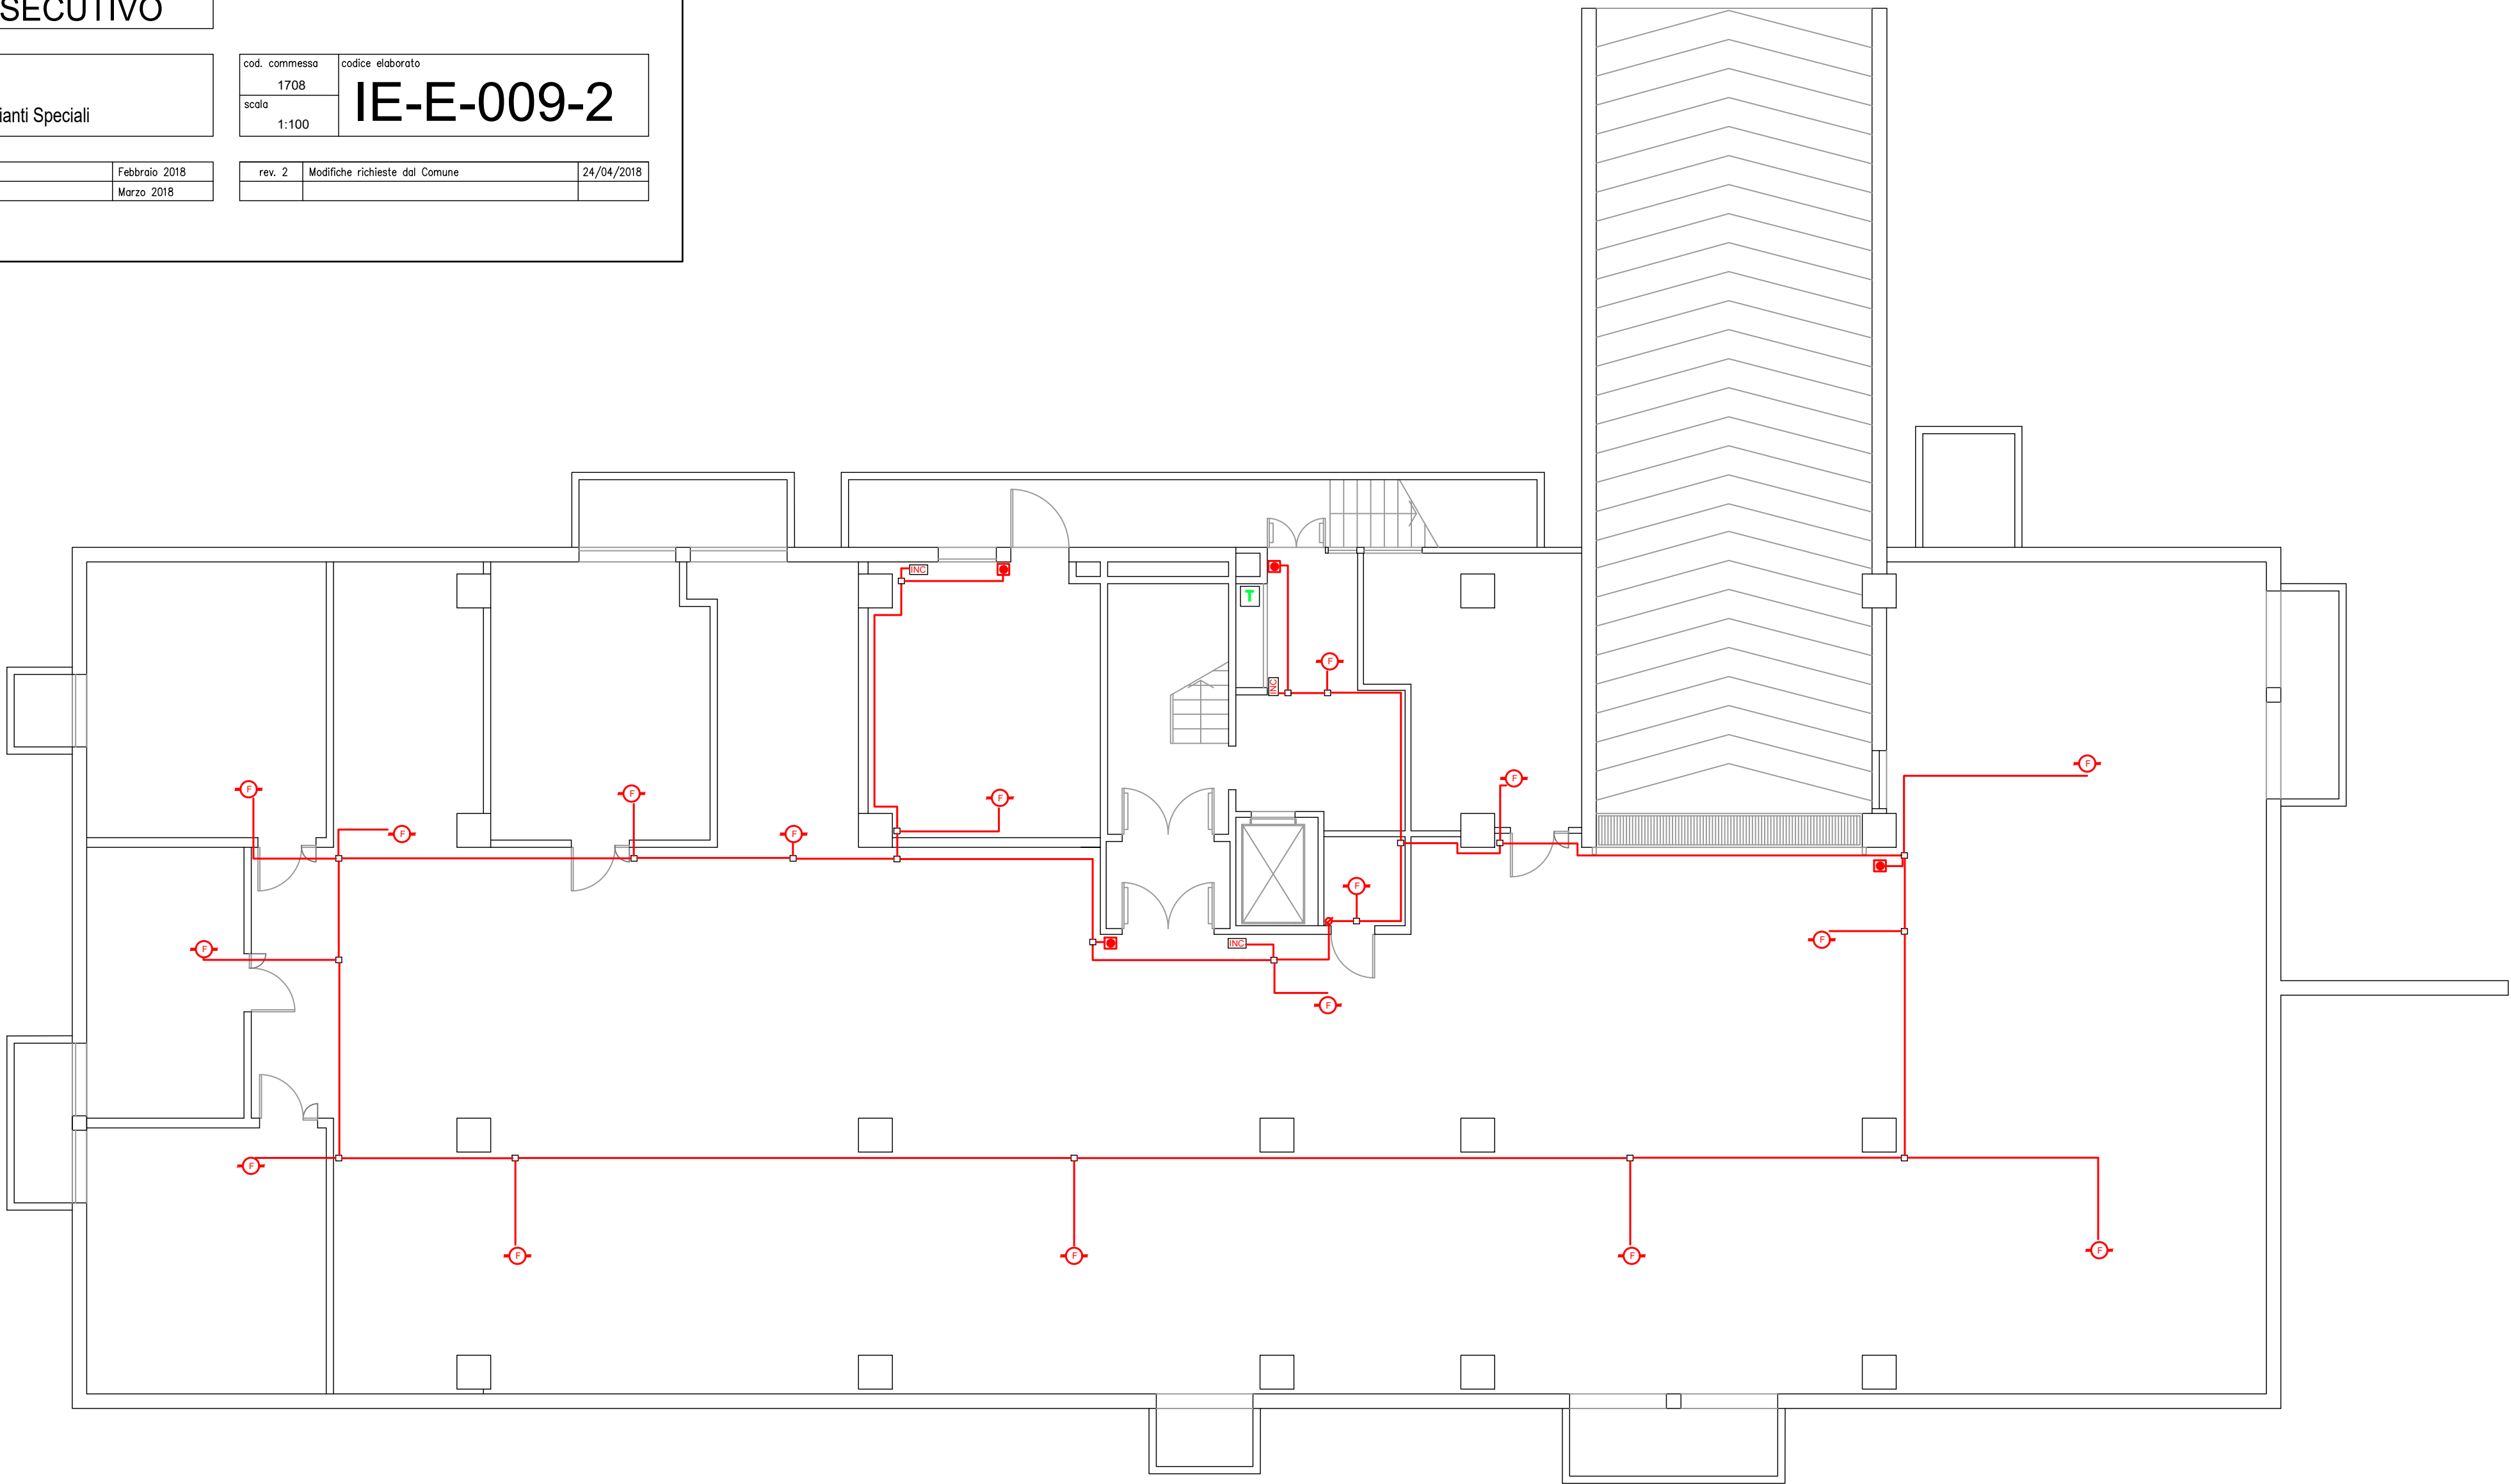 SECUTIVO
cod. commessa
codice elaborato
1708
IE-E-009-2
scala
1:100
ianti Speciali
Febbraio 2018
Marzo 2018
rev. 2 Modifiche richieste dal Comune 24/04/2018
INC
T
F
INC
F
F
F
F
F
F
F
F
F
F
INC
F
F
F
F
F
F
F